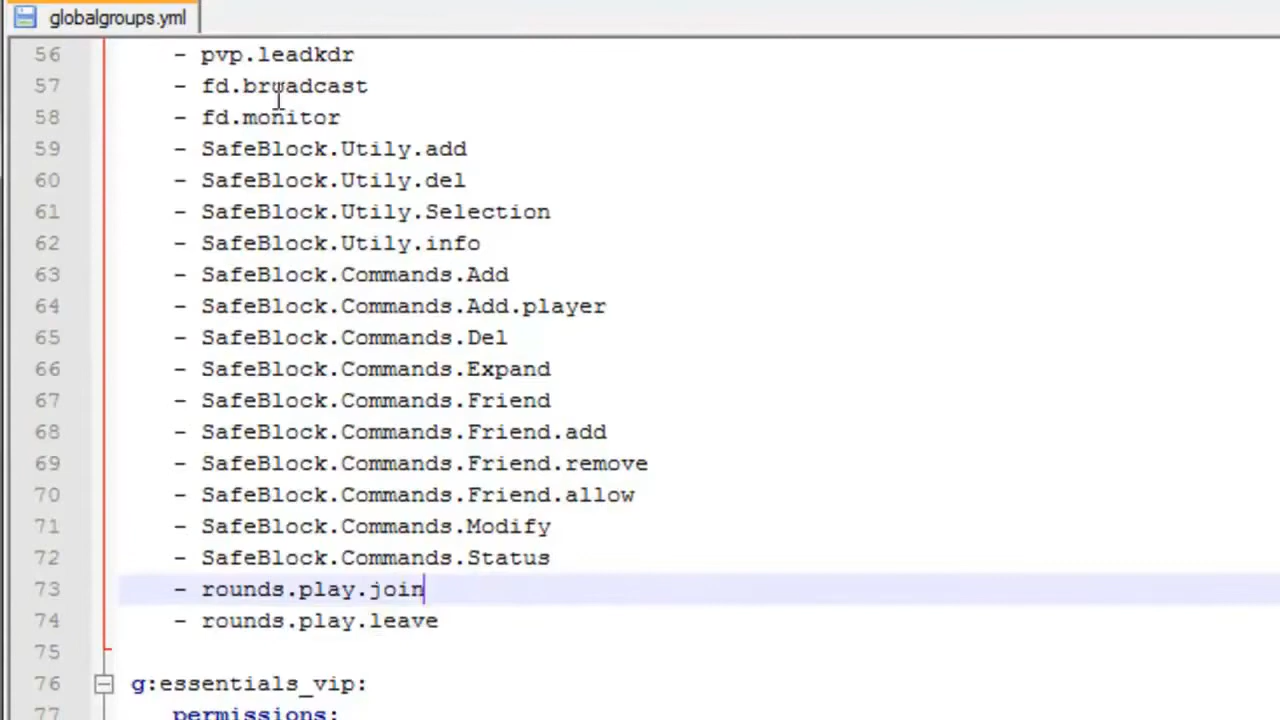 globalgroups.yml
56 - pvp.leadkdr
57 - fd.broadcast
58 - fd.monitor
59 - SafeBlock.Utily.add
60 - SafeBlock.Utily.del
61 - SafeBlock.Utily.Selection
62 - SafeBlock.Utily.info
63 - SafeBlock.Commands.Add
64 - SafeBlock.Commands.Add.player
65 - SafeBlock.Commands.Del
66 - SafeBlock.Commands.Expand
67 - SafeBlock.Commands.Friend
68 - SafeBlock.Commands.Friend.add
69 - SafeBlock.Commands.Friend.remove
70 - SafeBlock.Commands.Friend.allow
71 - SafeBlock.Commands.Modify
72 - SafeBlock.Commands.Status
73 - rounds.play.join
74 - rounds.play.leave
75
76 g:essentials_vip:
77 permissions: